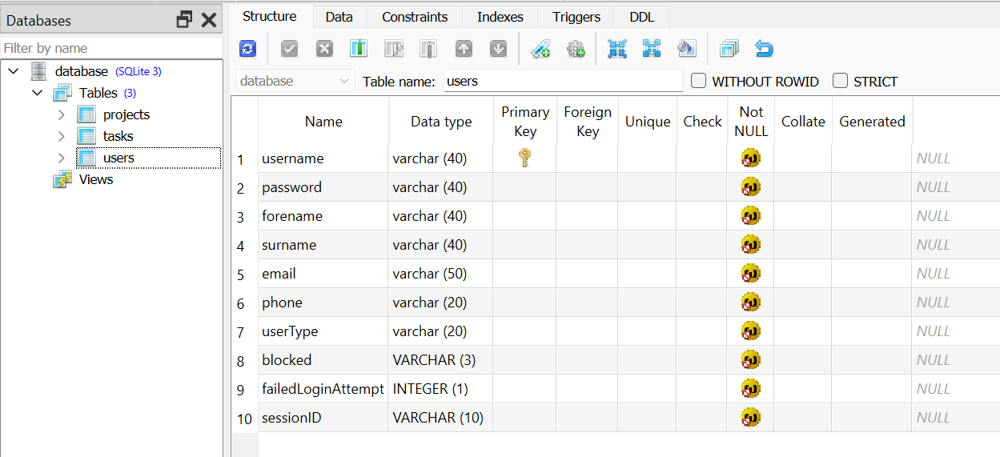 Databases
Filter by name
database (SQLite 3)
Tables (3)
projects
tasks
users
Views
Structure Data Constraints Indexes Triggers DDL
database Table name: users WITHOUT ROWID STRICT
Name Data type Primary Key Foreign Key Unique Check Not NULL Collate Generated
1 username varchar (40) NULL
2 password varchar (40) NULL
3 forename varchar (40) NULL
4 surname varchar (40) NULL
5 email varchar (50) NULL
6 phone varchar (20) NULL
7 userType varchar (20) NULL
8 blocked VARCHAR (3) NULL
9 failedLoginAttempt INTEGER (1) NULL
10 sessionID VARCHAR (10) NULL